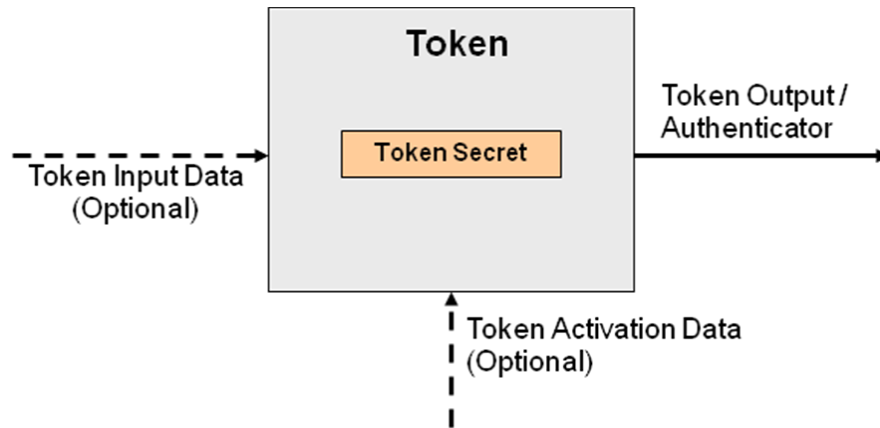 Token
Token Secret
Token Output /
Authenticator
Token Input Data
(Optional)
Token Activation Data
(Optional)